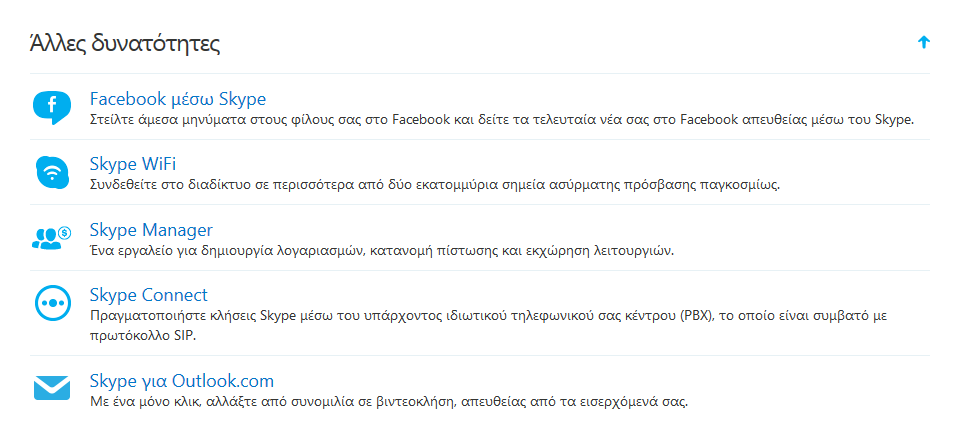 Άλλες δυνατότητες
Facebook μέσω Skype
Στείλτε άμεσα μηνύματα στους φίλους σας στο Facebook και δείτε τα τελευταία νέα σας στο Facebook απευθείας μέσω του Skype.
Skype WiFi
Συνδεθείτε στο διαδίκτυο σε περισσότερα από δύο εκατομμύρια σημεία ασύρματης πρόσβασης παγκοσμίως.
Skype Manager
Ένα εργαλείο για δημιουργία λογαριασμών, κατανομή πίστωσης και εκχώρηση λειτουργιών.
Skype Connect
Πραγματοποιήστε κλήσεις Skype μέσω του υπάρχοντος ιδιωτικού τηλεφωνικού σας κέντρου (PBX), το οποίο είναι συμβατό με
πρωτόκολλο SIP.
Skype για Outlook.com
Με ένα μόνο κλικ, αλλάξτε από συνομιλία σε βιντεοκλήση, απευθείας από τα εισερχόμενά σας.